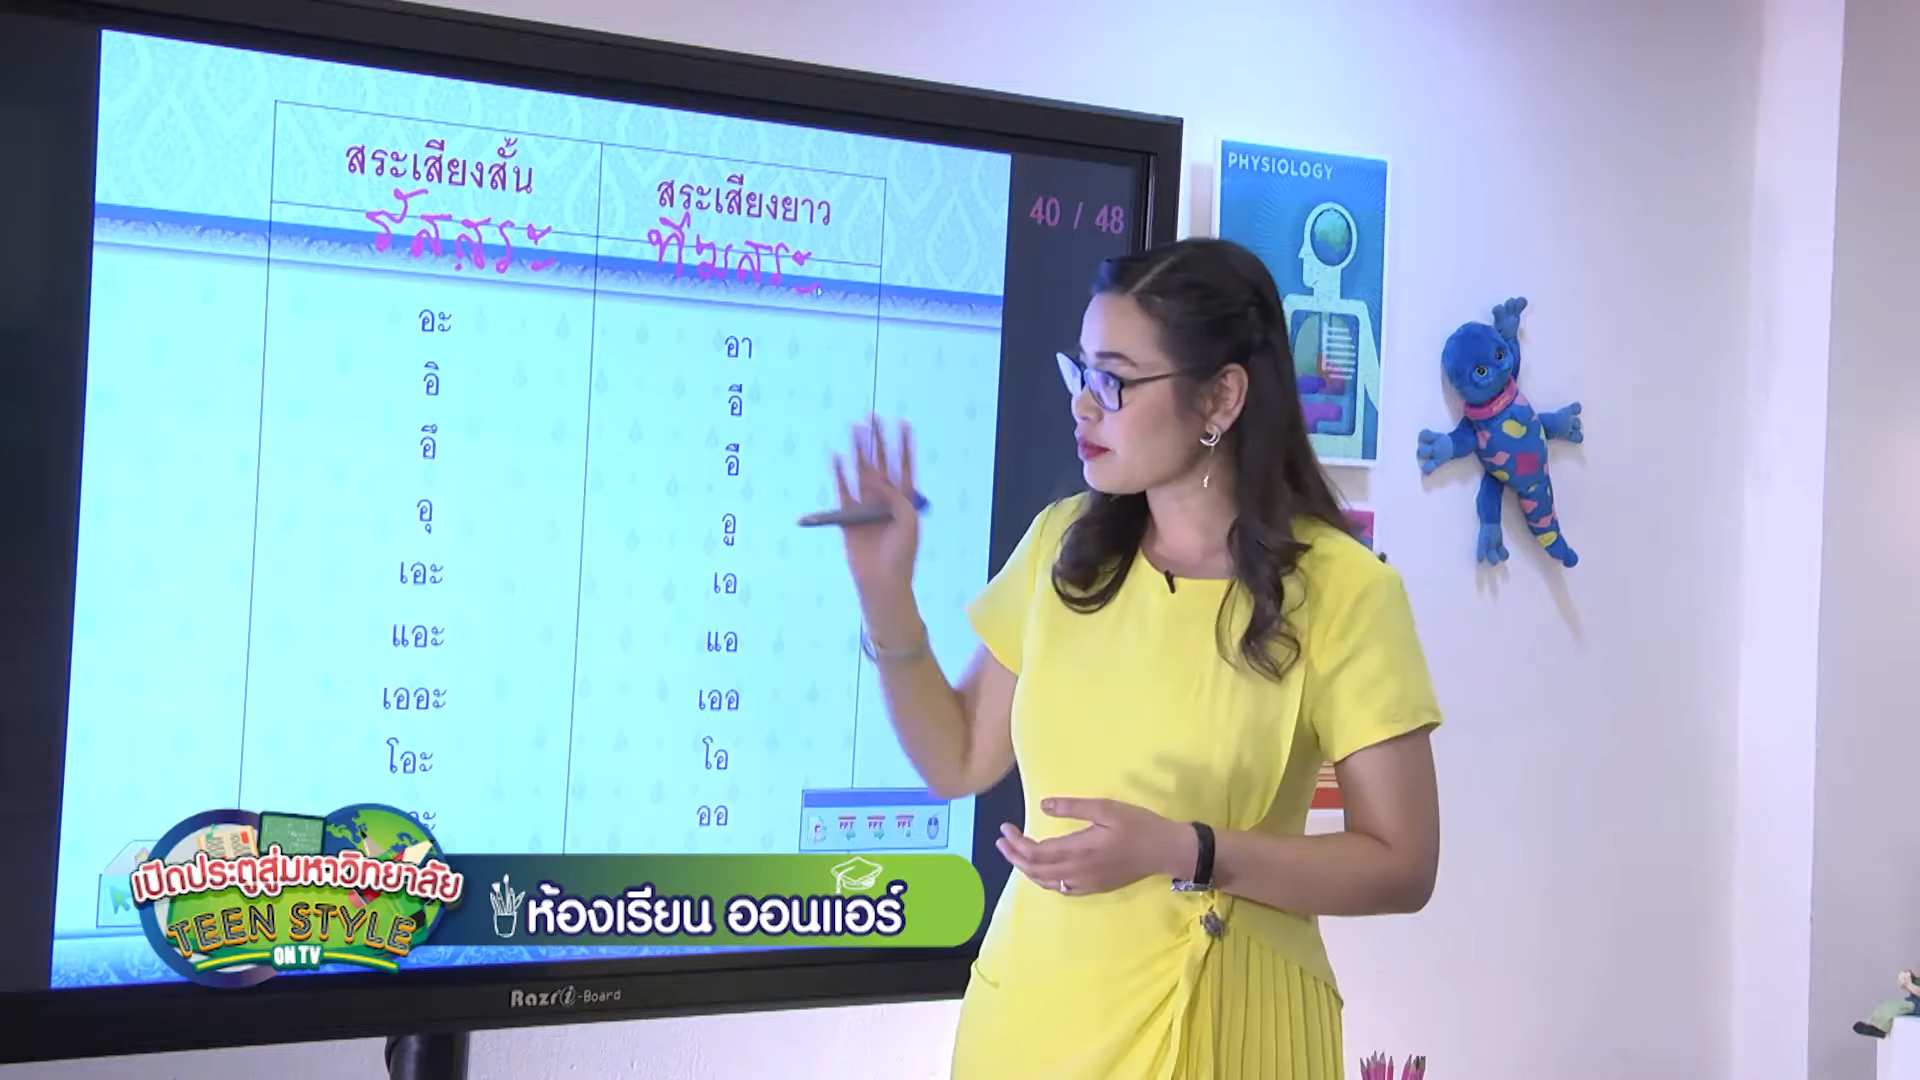 สระเสียงสั้น
สระเสียงยาว
รัสสระ
ทีฆสระ
40 / 48
PHYSIOLOGY
อะ
อา
อิ
อี
อึ
อื
อุ
อู
เอะ
เอ
แอะ
แอ
เออะ
เออ
โอะ
โอ
ออ
PPT PPT PPT
เปิดประตูสู่มหาวิทยาลัย
TEEN STYLE
ON TV
ห้องเรียน ออนแอร์
Razr i-Board